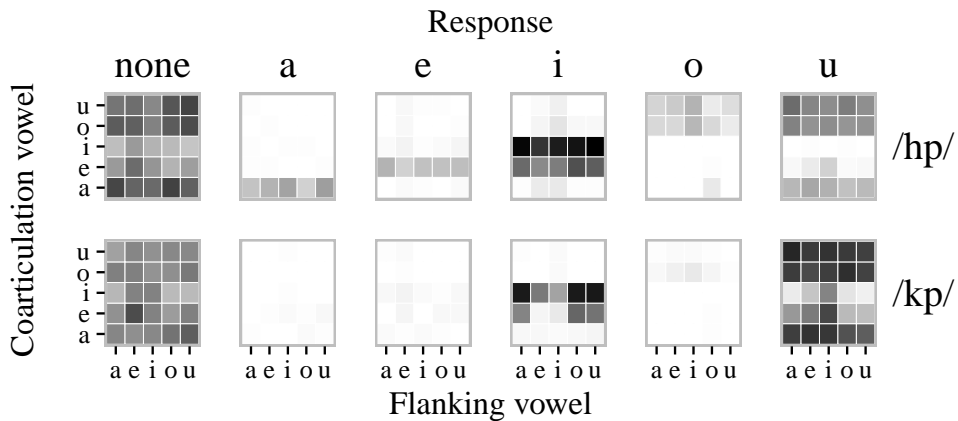 Response
none a e i o u
Coarticulation vowel
u
o
i
e
a
/hp/
u
o
i
e
a
/kp/
a e i o u a e i o u a e i o u a e i o u a e i o u a e i o u
Flanking vowel